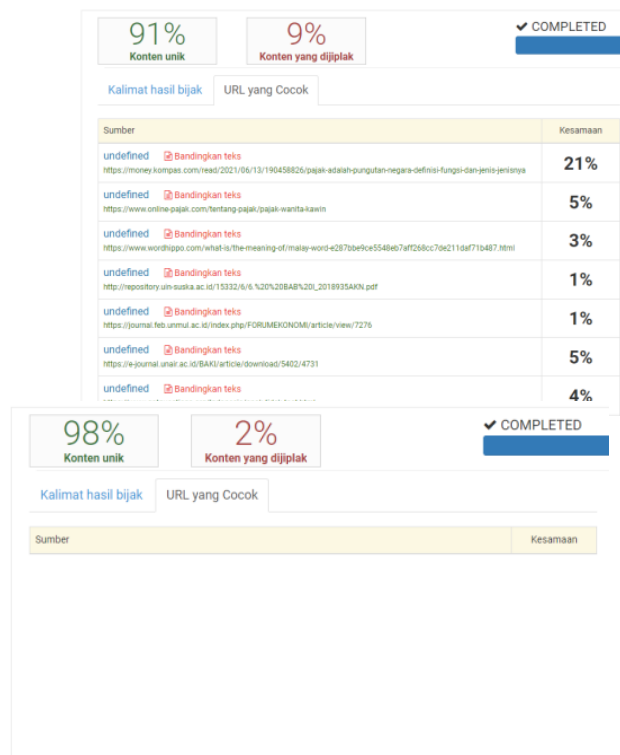 91%
Konten unik
9%
Konten yang dijiplak
✔ COMPLETED
Kalimat hasil bijak
URL yang Cocok
Sumber Kesamaan
undefined Bandingkan teks
https://money.kompas.com/read/2021/06/13/190458826/pajak-adalah-pungutan-negara-definisi-fungsi-dan-jenis-jenisnya
21%
undefined Bandingkan teks
https://www.online-pajak.com/tentang-pajak/pajak-wanita-kawin
5%
undefined Bandingkan teks
https://www.wordhippo.com/what-is/the-meaning-of/malay-word-e287bbe9ce5548eb7aff268cc7de211daf71b487.html
3%
undefined Bandingkan teks
http://repository.uin-suska.ac.id/15332/6/6.%20%20BAB%20I_2018935AKN.pdf
1%
undefined Bandingkan teks
https://journal.feb.unmul.ac.id/index.php/FORUMEKONOMI/article/view/7276
1%
undefined Bandingkan teks
https://e-journal.unair.ac.id/BAKI/article/download/5402/4731
5%
undefined Bandingkan teks
4%
98%
Konten unik
2%
Konten yang dijiplak
✔ COMPLETED
Kalimat hasil bijak
URL yang Cocok
Sumber Kesamaan